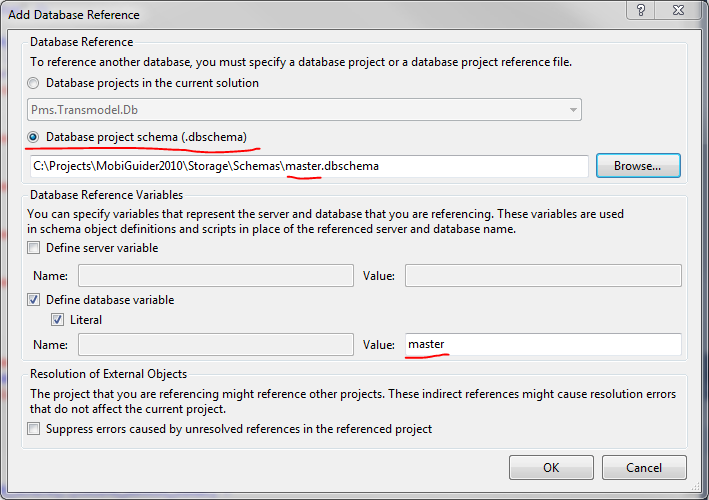 Add Database Reference
Database Reference
To reference another database, you must specify a database project or a database project reference file.
Database projects in the current solution
Pms.Transmodel.Db
Database project schema (.dbschema)
C:\Projects\MobiGuider2010\Storage\Schemas\master.dbschema
Browse...
Database Reference Variables
You can specify variables that represent the server and database that you are referencing. These variables are used
in schema object definitions and scripts in place of the referenced server and database name.
Define server variable
Name: Value:
Define database variable
Literal
Name: Value: master
Resolution of External Objects
The project that you are referencing might reference other projects. These indirect references might cause resolution errors
that do not affect the current project.
Suppress errors caused by unresolved references in the referenced project
OK Cancel